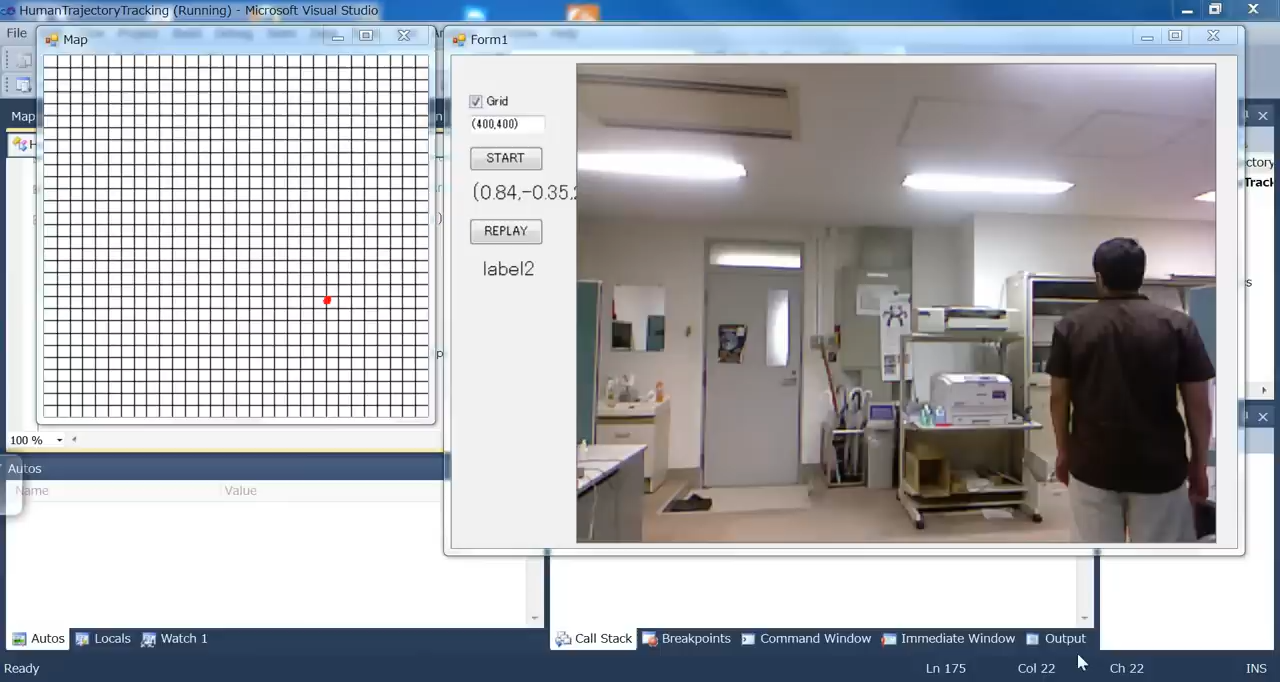 HumanTrajectoryTracking (Running) - Microsoft Visual Studio
File
Map
Form1
Map
Grid
(400,400)
START
(0.84,-0.35,
REPLAY
label2
100 %
Autos
Name Value
Autos Locals Watch 1
Call Stack Breakpoints Command Window Immediate Window Output
Ready Ln 175 Col 22 Ch 22 INS